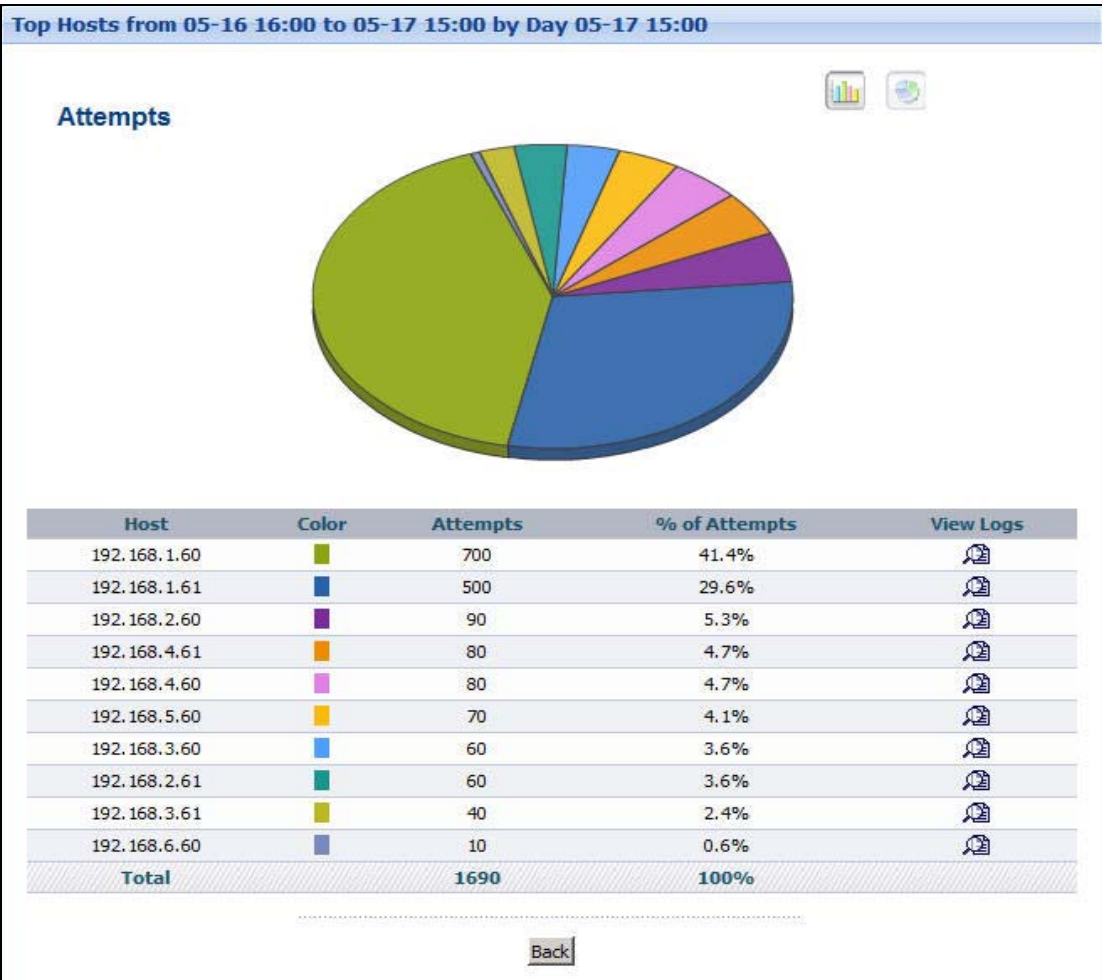 Top Hosts from 05-16 16:00 to 05-17 15:00 by Day 05-17 15:00
Attempts
Host Color Attempts % of Attempts View Logs
192.168.1.60 700 41.4%
192.168.1.61 500 29.6%
192.168.2.60 90 5.3%
192.168.4.61 80 4.7%
192.168.4.60 80 4.7%
192.168.5.60 70 4.1%
192.168.3.60 60 3.6%
192.168.2.61 60 3.6%
192.168.3.61 40 2.4%
192.168.6.60 10 0.6%
Total 1690 100%
Back